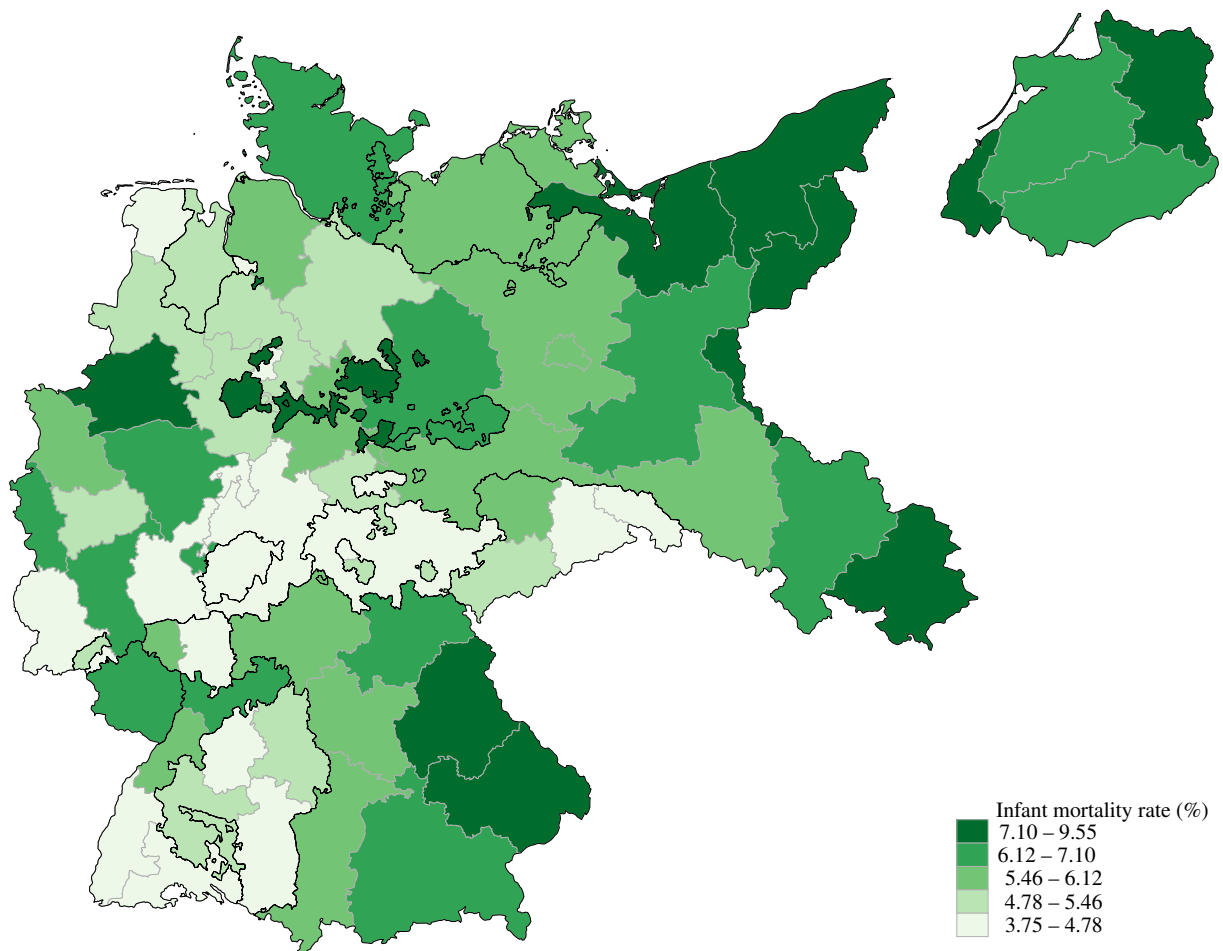 Infant mortality rate (%)
7.10 – 9.55
6.12 – 7.10
5.46 – 6.12
4.78 – 5.46
3.75 – 4.78